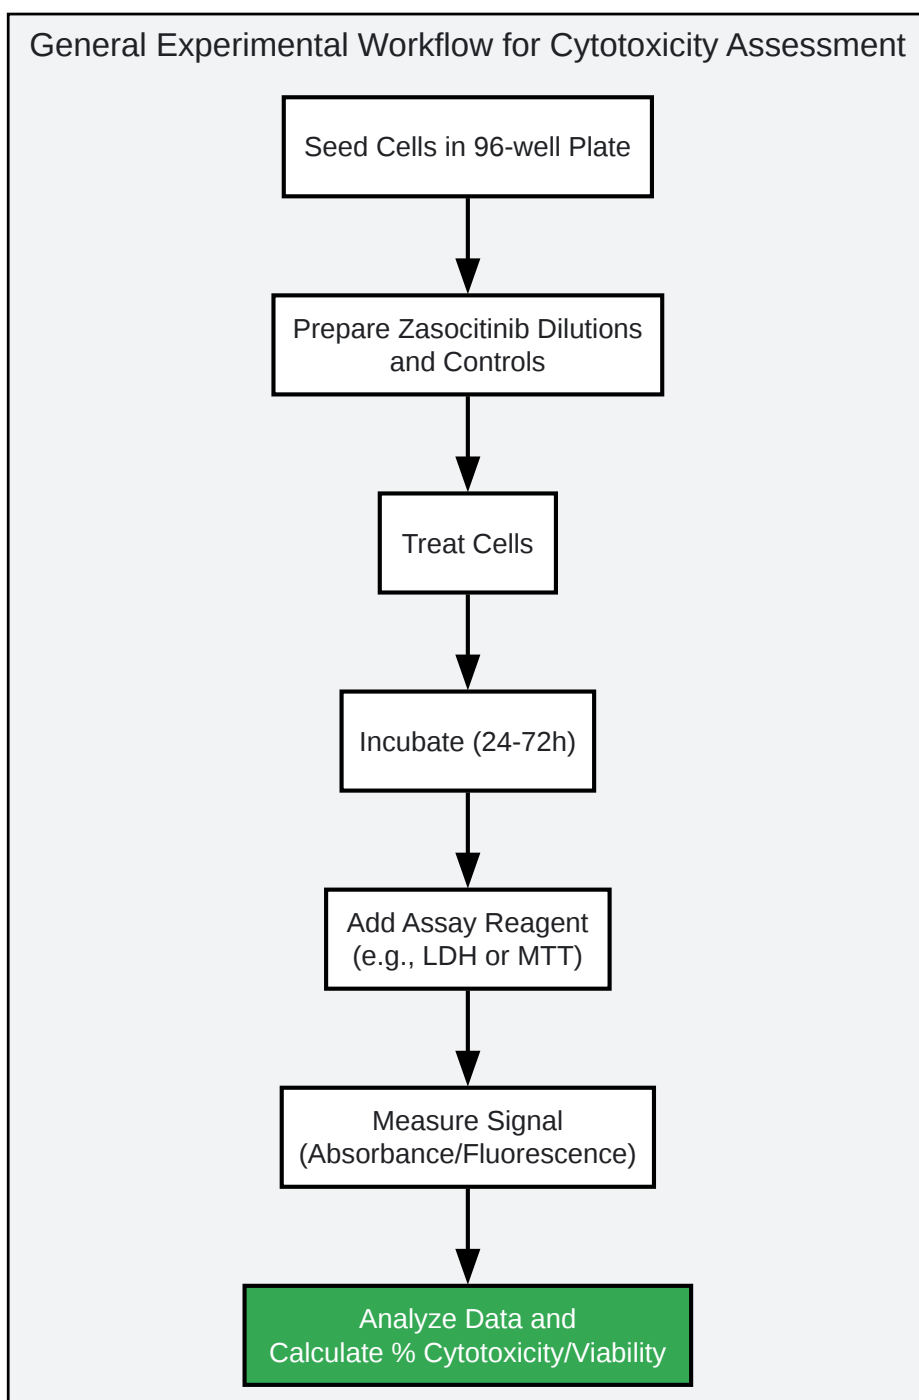 General Experimental Workflow for Cytotoxicity Assessment
Seed Cells in 96-well Plate
Prepare Zasocitinib Dilutions
and Controls
Treat Cells
Incubate (24-72h)
Add Assay Reagent
(e.g., LDH or MTT)
Measure Signal
(Absorbance/Fluorescence)
Analyze Data and
Calculate % Cytotoxicity/Viability